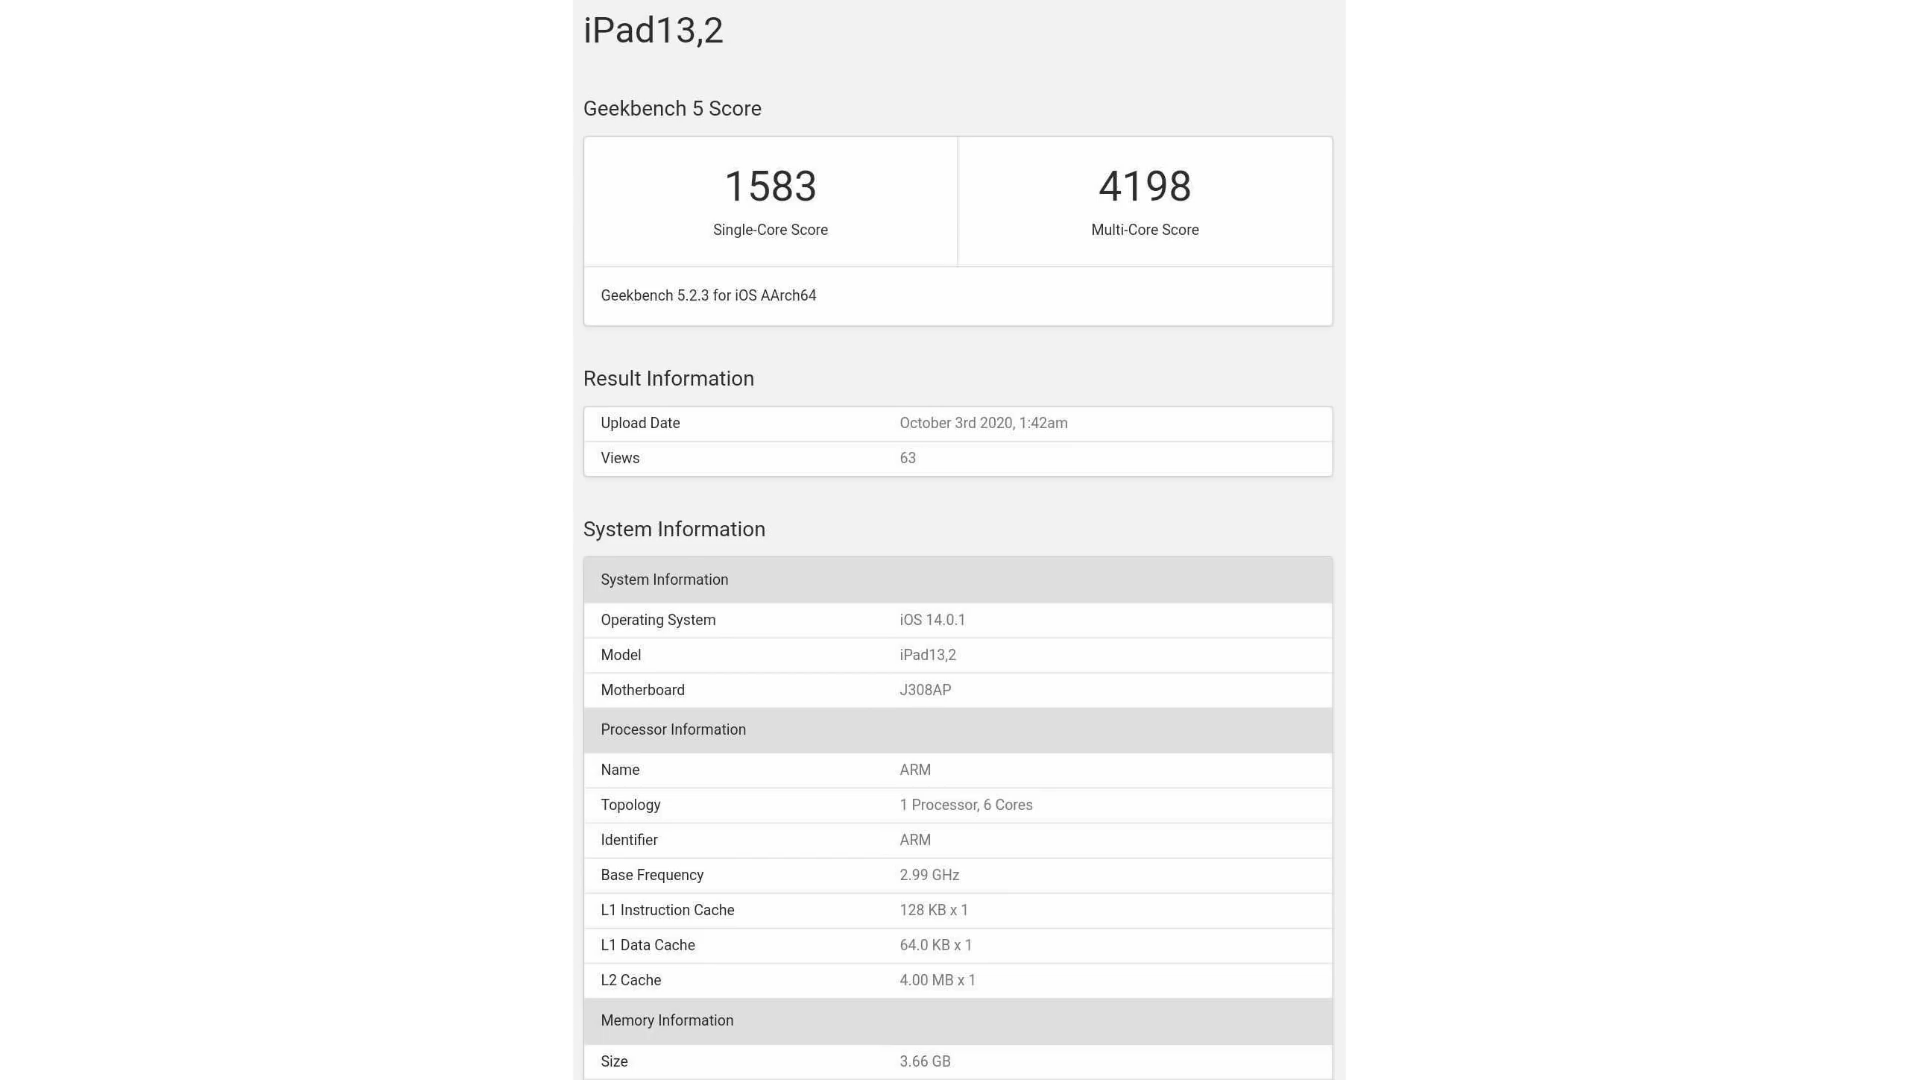 iPad13,2
Geekbench 5 Score
1583
Single-Core Score
4198
Multi-Core Score
Geekbench 5.2.3 for iOS AArch64
Result Information
Upload Date October 3rd 2020, 1:42am
Views 63
System Information
System Information
Operating System iOS 14.0.1
Model iPad13,2
Motherboard J308AP
Processor Information
Name ARM
Topology 1 Processor, 6 Cores
Identifier ARM
Base Frequency 2.99 GHz
L1 Instruction Cache 128 KB x 1
L1 Data Cache 64.0 KB x 1
L2 Cache 4.00 MB x 1
Memory Information
Size 3.66 GB